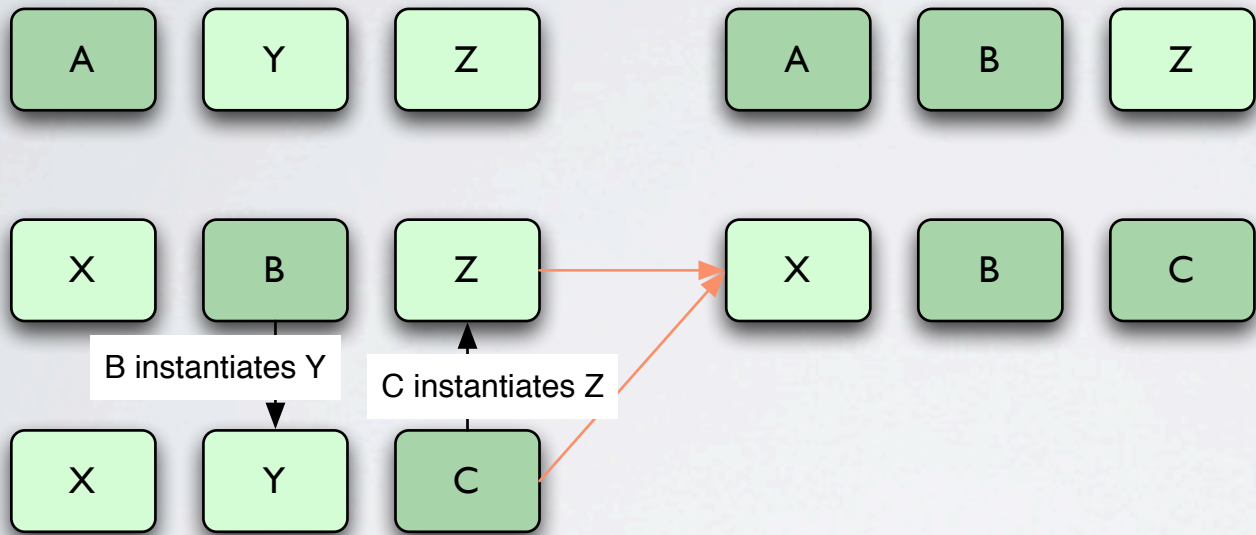 A Y Z A B Z
X B Z X B C
B instantiates Y
C instantiates Z
X Y C